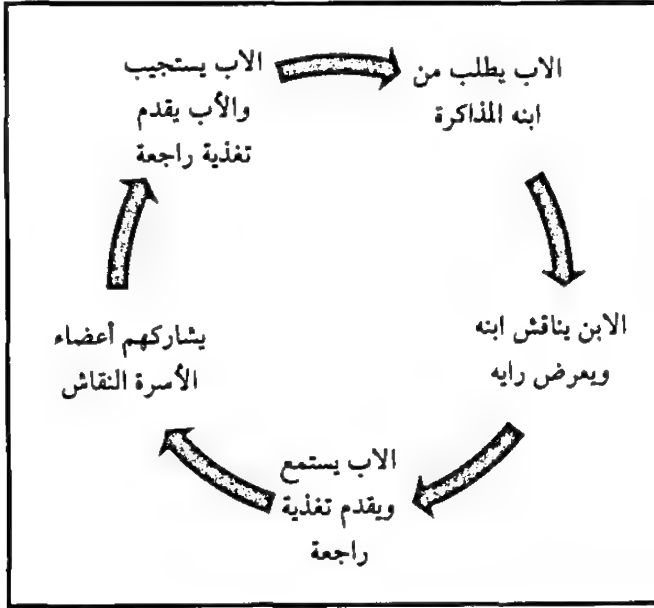 الاب يطلب من
ابنه المذاكرة
الابن يناقش ابنه
ويعرض رايه
الاب يستمع
ويقدم تغذية
راجعة
يشاركهم أعضاء
الأسرة النقاش
الاب يستجيب
والأب يقدم
تغذية راجعة